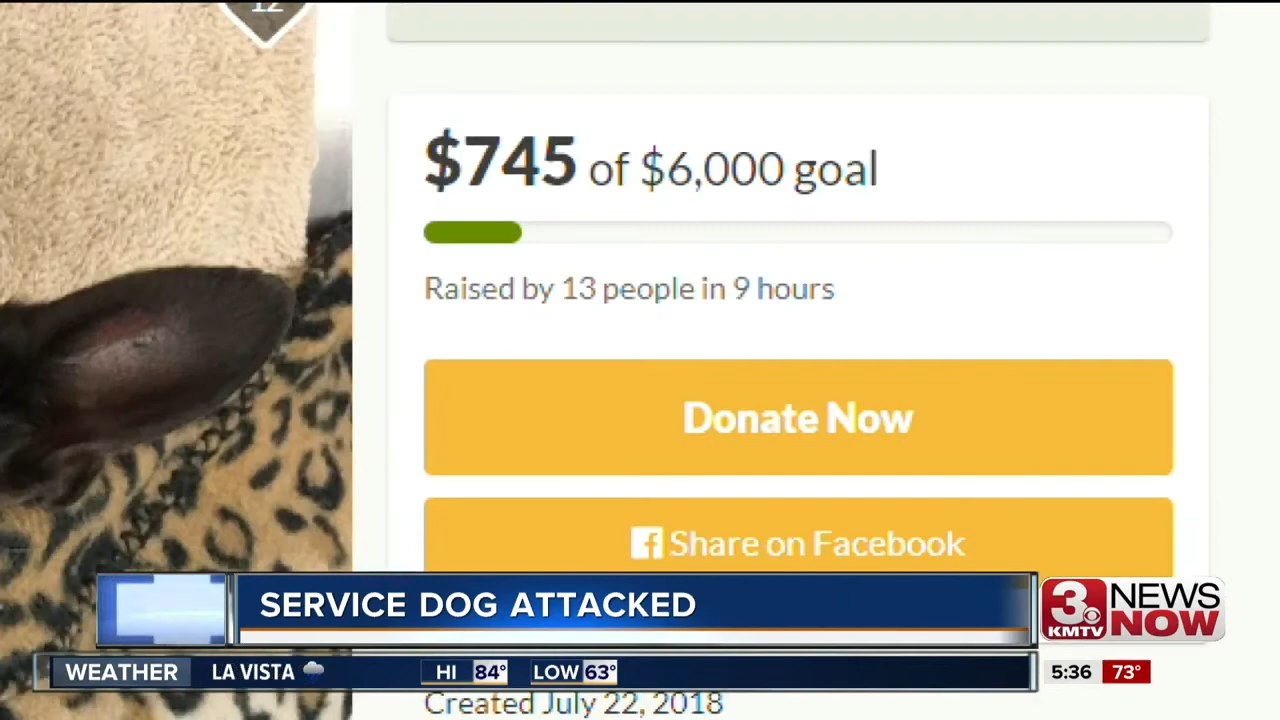 12
$745 of $6,000 goal
Raised by 13 people in 9 hours
Donate Now
Share on Facebook
SERVICE DOG ATTACKED
3
KMTV
NEWS
NOW
WEATHER LA VISTA HI 84° LOW 63° 5:36 73°
Created July 22, 2018